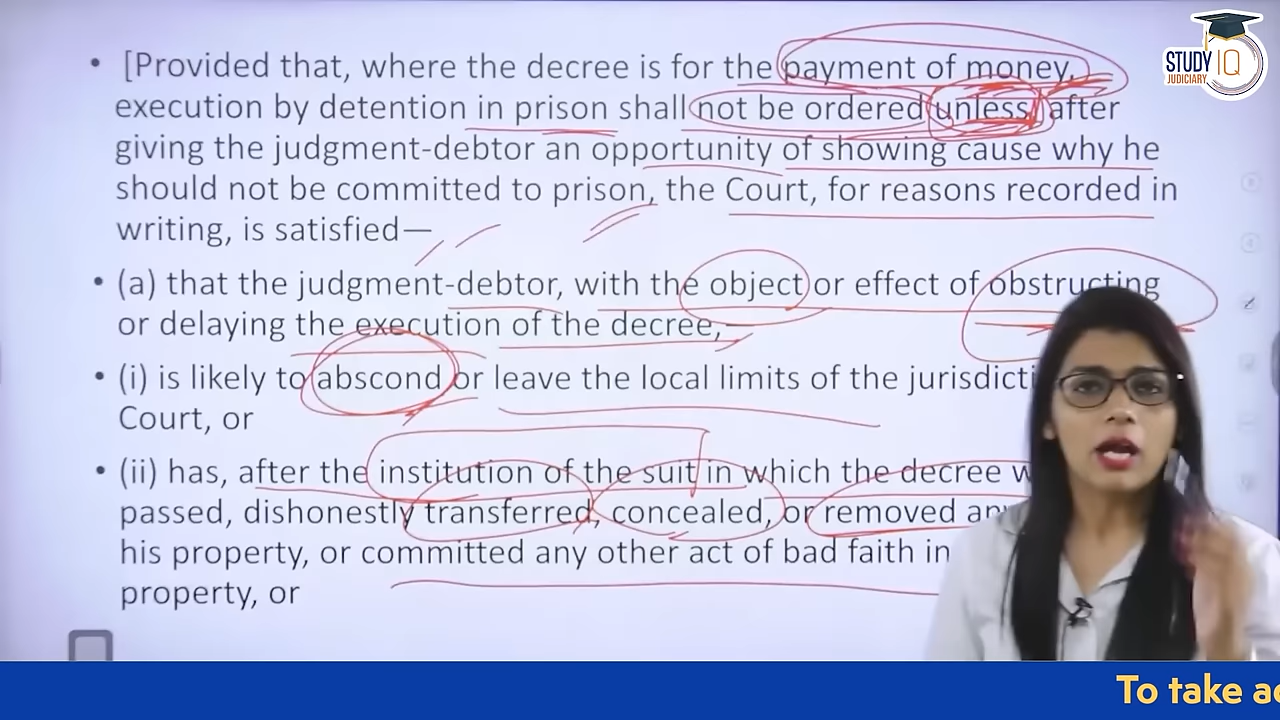 • [Provided that, where the decree is for the payment of money,
execution by detention in prison shall not be ordered unless, after
giving the judgment-debtor an opportunity of showing cause why he
should not be committed to prison, the Court, for reasons recorded in
writing, is satisfied—
• (a) that the judgment-debtor, with the object or effect of obstructing
or delaying the execution of the decree,—
• (i) is likely to abscond or leave the local limits of the
Court, or
• (ii) has, after the institution of the suit in which the decree
passed, dishonestly transferred, concealed, or removed
his property, or committed any other act of bad faith in
property, or
STUDY IQ
JUDICIARY
To take